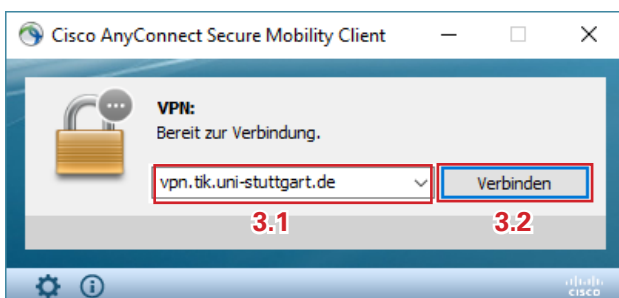 Cisco AnyConnect Secure Mobility Client
VPN:
Bereit zur Verbindung.
vpn.tik.uni-stuttgart.de
Verbinden
3.1
3.2
cisco